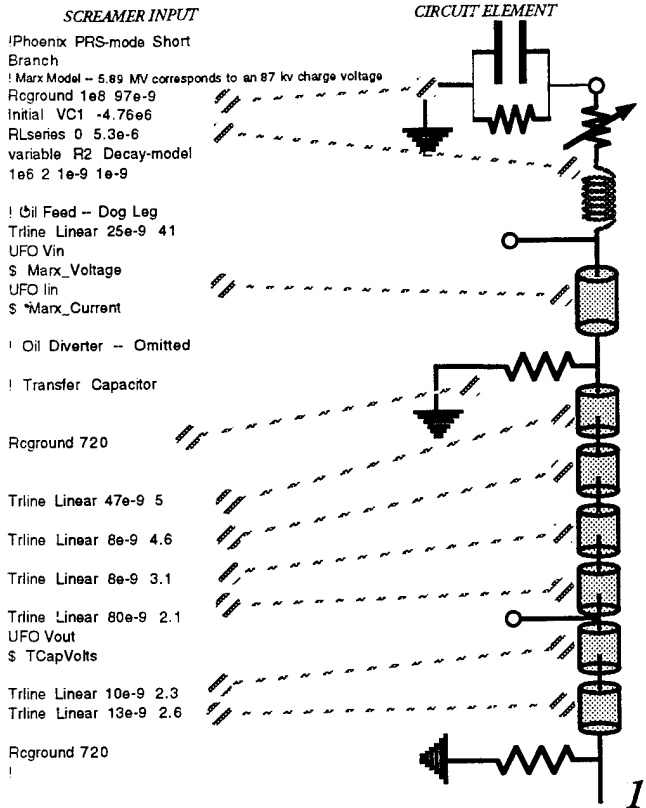 SCREAMER INPUT
CIRCUIT ELEMENT
!Phoenix PRS-mode Short
Branch
! Marx Model -- 5.89 MV corresponds to an 87 kv charge voltage
Rcground 1e8 97e-9
Initial VC1 -4.76e6
RLseries 0 5.3e-6
variable R2 Decay-model
1e6 2 1e-9 1e-9
! Oil Feed -- Dog Leg
Trline Linear 25e-9 41
UFO Vin
$ Marx_Voltage
UFO Iin
$ *Marx_Current
! Oil Diverter -- Omitted
! Transfer Capacitor
Rcground 720
Trline Linear 47e-9 5
Trline Linear 8e-9 4.6
Trline Linear 8e-9 3.1
Trline Linear 80e-9 2.1
UFO Vout
$ TCapVolts
Trline Linear 10e-9 2.3
Trline Linear 13e-9 2.6
Rcground 720
!
1